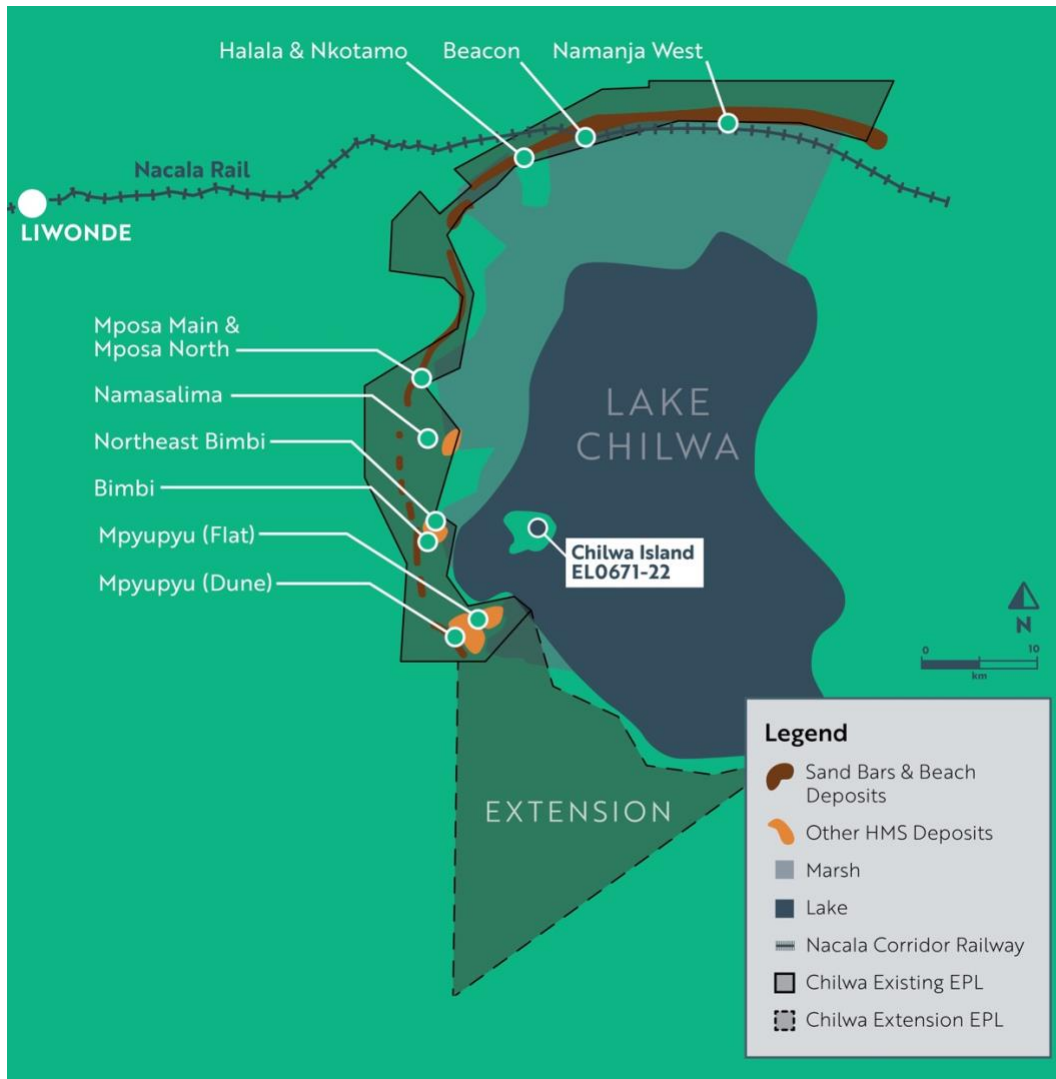 Halala & Nkotamo
Beacon
Namanja West
Nacala Rail
LIWONDE
Mposa Main &
Mposa North
Namasalima
Northeast Bimbi
Bimbi
Mpyupyu (Flat)
Mpyupyu (Dune)
LAKE
CHILWA
Chilwa Island
EL0671-22
N
0 10
km
EXTENSION
Legend
Sand Bars & Beach
Deposits
Other HMS Deposits
Marsh
Lake
Nacala Corridor Railway
Chilwa Existing EPL
Chilwa Extension EPL